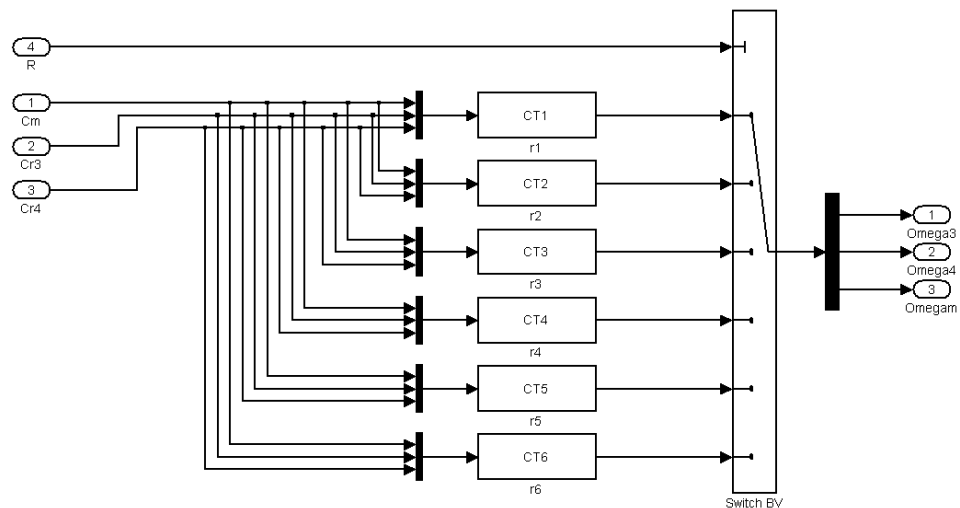 4
R
1
Cm
2
Cr3
3
Cr4
CT1
r1
CT2
r2
CT3
r3
CT4
r4
CT5
r5
CT6
r6
Switch BV
1
Omega3
2
Omega4
3
Omegam